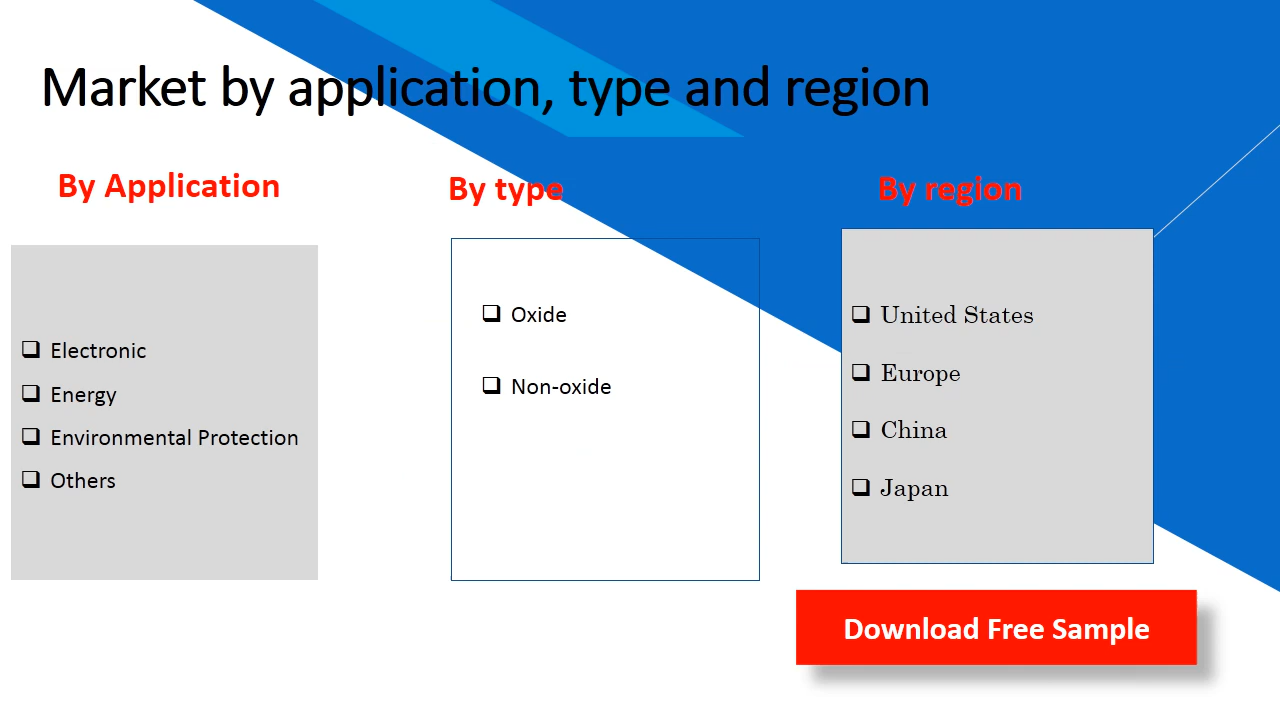 Market by application, type and region
By Application
Electronic
Energy
Environmental Protection
Others
By type
Oxide
Non-oxide
By region
United States
Europe
China
Japan
Download Free Sample